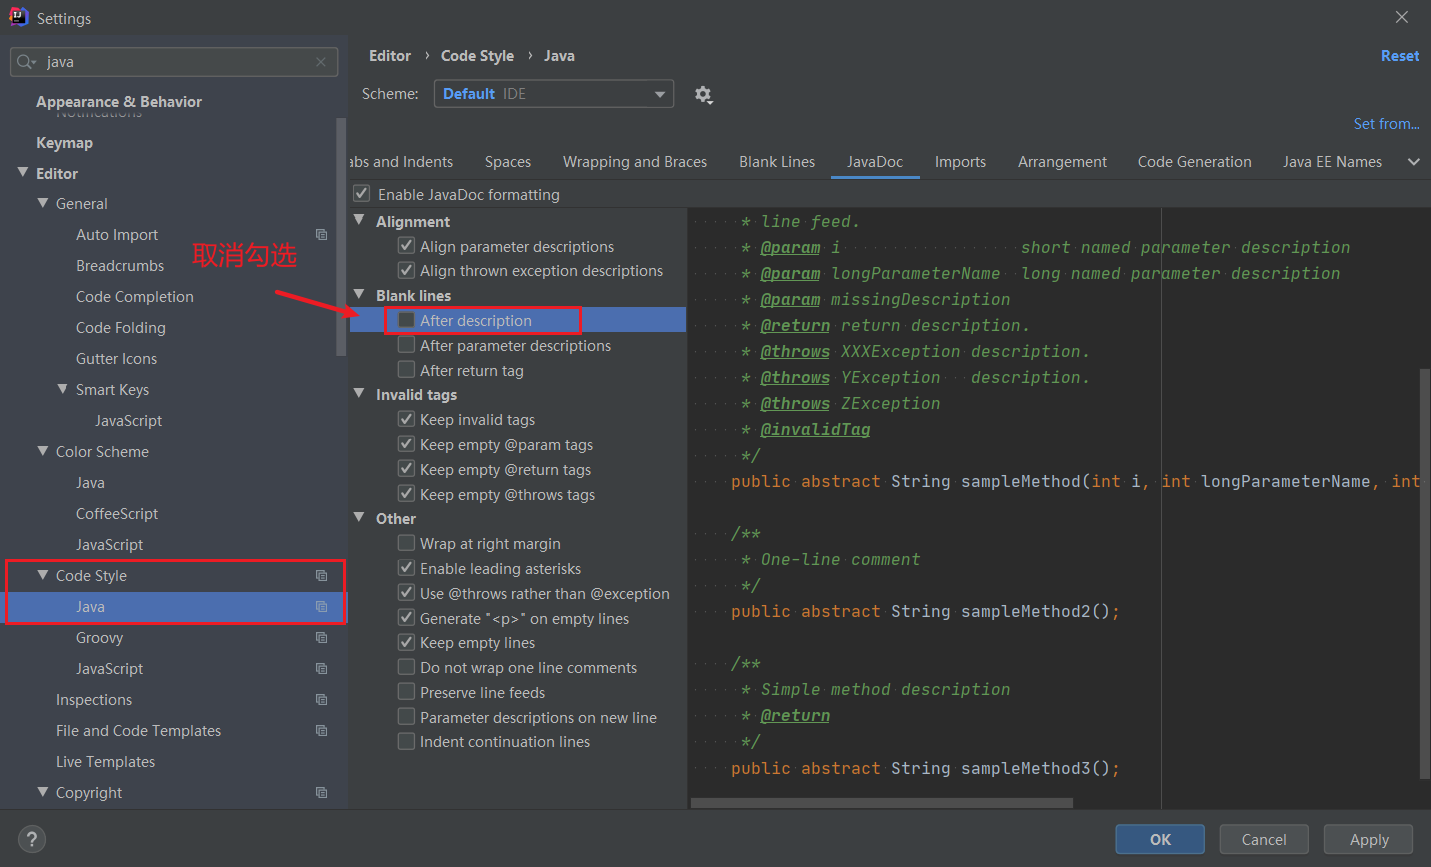 Settings
java
Appearance & Behavior
Notifications
Keymap
Editor
General
Auto Import
Breadcrumbs
Code Completion
Code Folding
Gutter Icons
Smart Keys
JavaScript
Color Scheme
Java
CoffeeScript
JavaScript
Code Style
Java
Groovy
JavaScript
Inspections
File and Code Templates
Live Templates
Copyright
取消勾选
Editor › Code Style › Java
Reset
Scheme: Default IDE
Set from...
abs and Indents Spaces Wrapping and Braces Blank Lines JavaDoc Imports Arrangement Code Generation Java EE Names
Enable JavaDoc formatting
Alignment
Align parameter descriptions
Align thrown exception descriptions
Blank lines
After description
After parameter descriptions
After return tag
Invalid tags
Keep invalid tags
Keep empty @param tags
Keep empty @return tags
Keep empty @throws tags
Other
Wrap at right margin
Enable leading asterisks
Use @throws rather than @exception
Generate "<p>" on empty lines
Keep empty lines
Do not wrap one line comments
Preserve line feeds
Parameter descriptions on new line
Indent continuation lines
* line feed.
* @param i short named parameter description
* @param longParameterName long named parameter description
* @param missingDescription
* @return return description.
* @throws XXXException description.
* @throws YException description.
* @throws ZException
* @invalidTag
*/
public abstract String sampleMethod(int i, int longParameterName, int
/**
* One-line comment
*/
public abstract String sampleMethod2();
/**
* Simple method description
* @return
*/
public abstract String sampleMethod3();
?
OK
Cancel
Apply